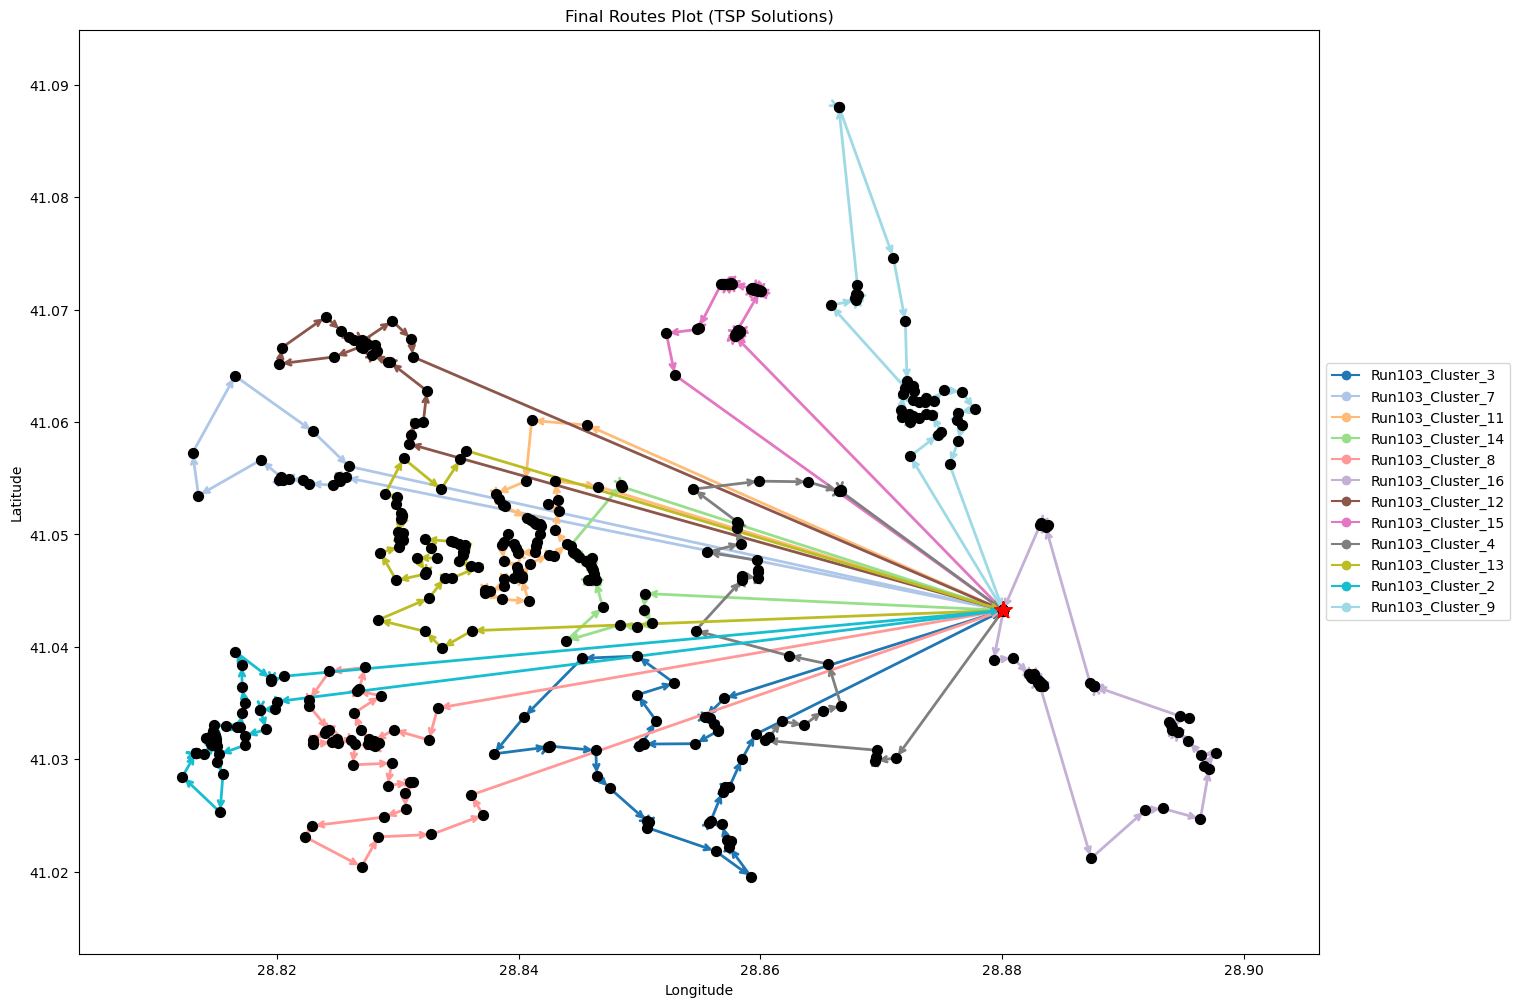 Final Routes Plot (TSP Solutions)
41.09
41.08
41.07
41.06
41.05
41.04
41.03
41.02
Latitude
28.82
28.84
28.86
28.88
28.90
Longitude
Run103_Cluster_3
Run103_Cluster_7
Run103_Cluster_11
Run103_Cluster_14
Run103_Cluster_8
Run103_Cluster_16
Run103_Cluster_12
Run103_Cluster_15
Run103_Cluster_4
Run103_Cluster_13
Run103_Cluster_2
Run103_Cluster_9